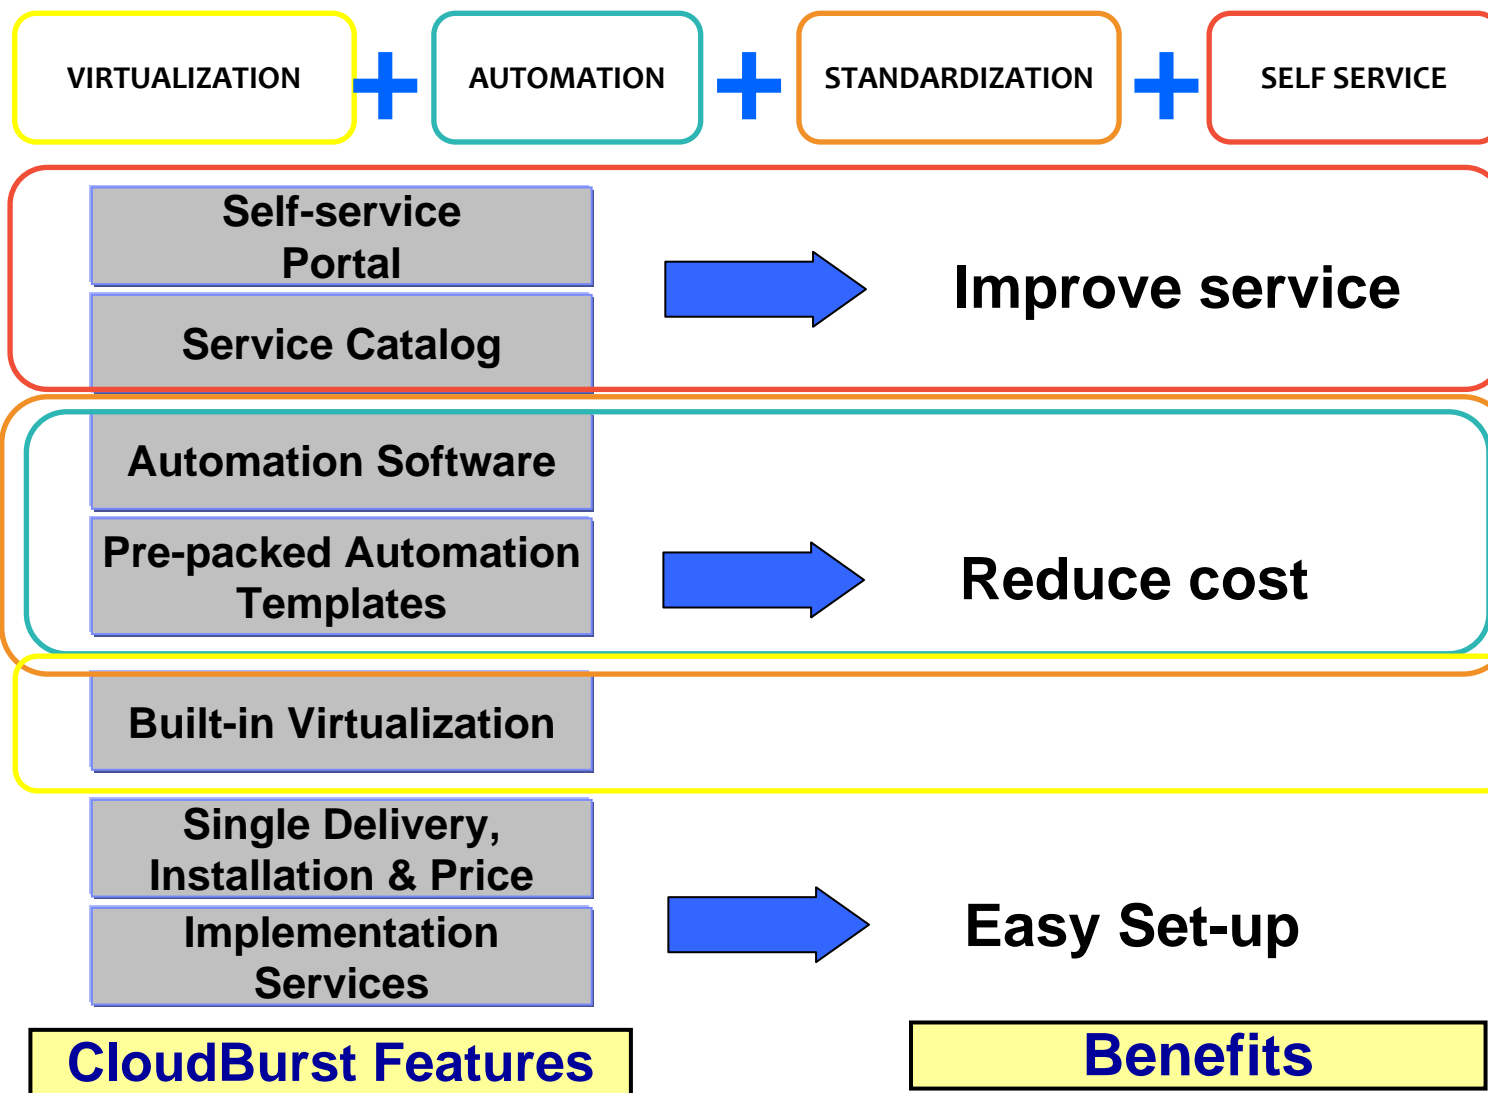 VIRTUALIZATION
AUTOMATION
STANDARDIZATION
SELF SERVICE
Self-service
Portal
Service Catalog
Improve service
Automation Software
Pre-packed Automation
Templates
Reduce cost
Built-in Virtualization
Single Delivery,
Installation & Price
Implementation
Services
Easy Set-up
CloudBurst Features
Benefits